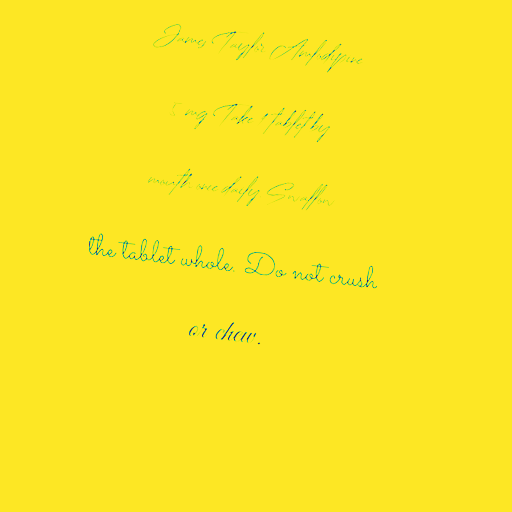 James Taylor Amlodipine
5 mg Take 1 tablet by
mouth once daily Swallow
the tablet whole. Do not crush
or chew.